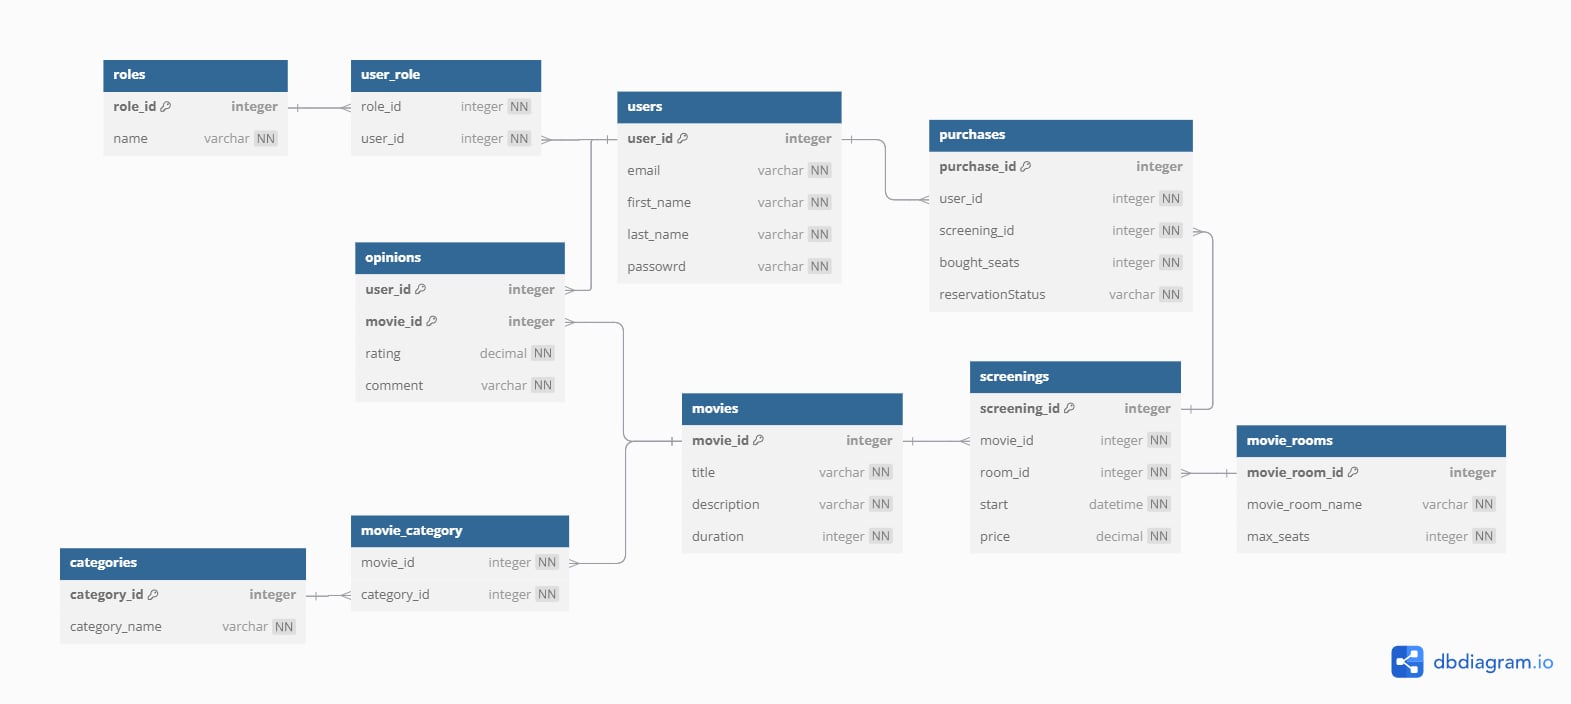 roles
role_id integer
name varchar NN
user_role
role_id integer NN
user_id integer NN
users
user_id integer
email varchar NN
first_name varchar NN
last_name varchar NN
passowrd varchar NN
purchases
purchase_id integer
user_id integer NN
screening_id integer NN
bought_seats integer NN
reservationStatus varchar NN
opinions
user_id integer
movie_id integer
rating decimal NN
comment varchar NN
movies
movie_id integer
title varchar NN
description varchar NN
duration integer NN
screenings
screening_id integer
movie_id integer NN
room_id integer NN
start datetime NN
price decimal NN
movie_rooms
movie_room_id integer
movie_room_name varchar NN
max_seats integer NN
categories
category_id integer
category_name varchar NN
movie_category
movie_id integer NN
category_id integer NN
dbdiagram.io